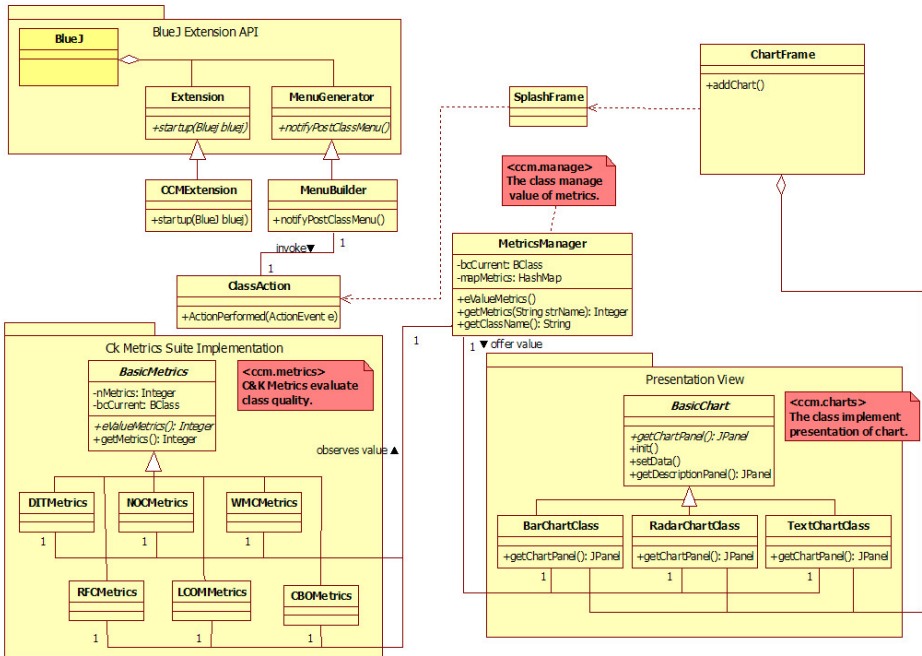 BlueJ Extension API
BlueJ
Extension
+startup(Bluej bluej)
MenuGenerator
+notifyPostClassMenu()
CCMExtension
+startup(BlueJ bluej)
MenuBuilder
+notifyPostClassMenu()
1
invoke▼
1
ClassAction
+ActionPerformed(ActionEvent e)
SplashFrame
ChartFrame
+addChart()
<ccm.manage>
The class manage
value of metrics.
MetricsManager
-bcCurrent: BClass
-mapMetrics: HashMap
+eValueMetrics()
+getMetrics(String strName): Integer
+getClassName(): String
1
1 ▼ offer value
Ck Metrics Suite Implementation
BasicMetrics
-nMetrics: Integer
-bcCurrent: BClass
+eValueMetrics(): Integer
+getMetrics(): Integer
<ccm.metrics>
C&K Metrics evaluate
class quality.
observes value ▲
DITMetrics
NOCMetrics
WMCMetrics
1
1
1
RFCMetrics
LCOMMetrics
CBOMetrics
1
1
1
Presentation View
BasicChart
+getChartPanel(): JPanel
+init()
+setData()
+getDescriptionPanel(): JPanel
<ccm.charts>
The class implement
presentation of chart.
BarChartClass
+getChartPanel(): JPanel
RadarChartClass
+getChartPanel(): JPanel
TextChartClass
+getChartPanel(): JPanel
1
1
1